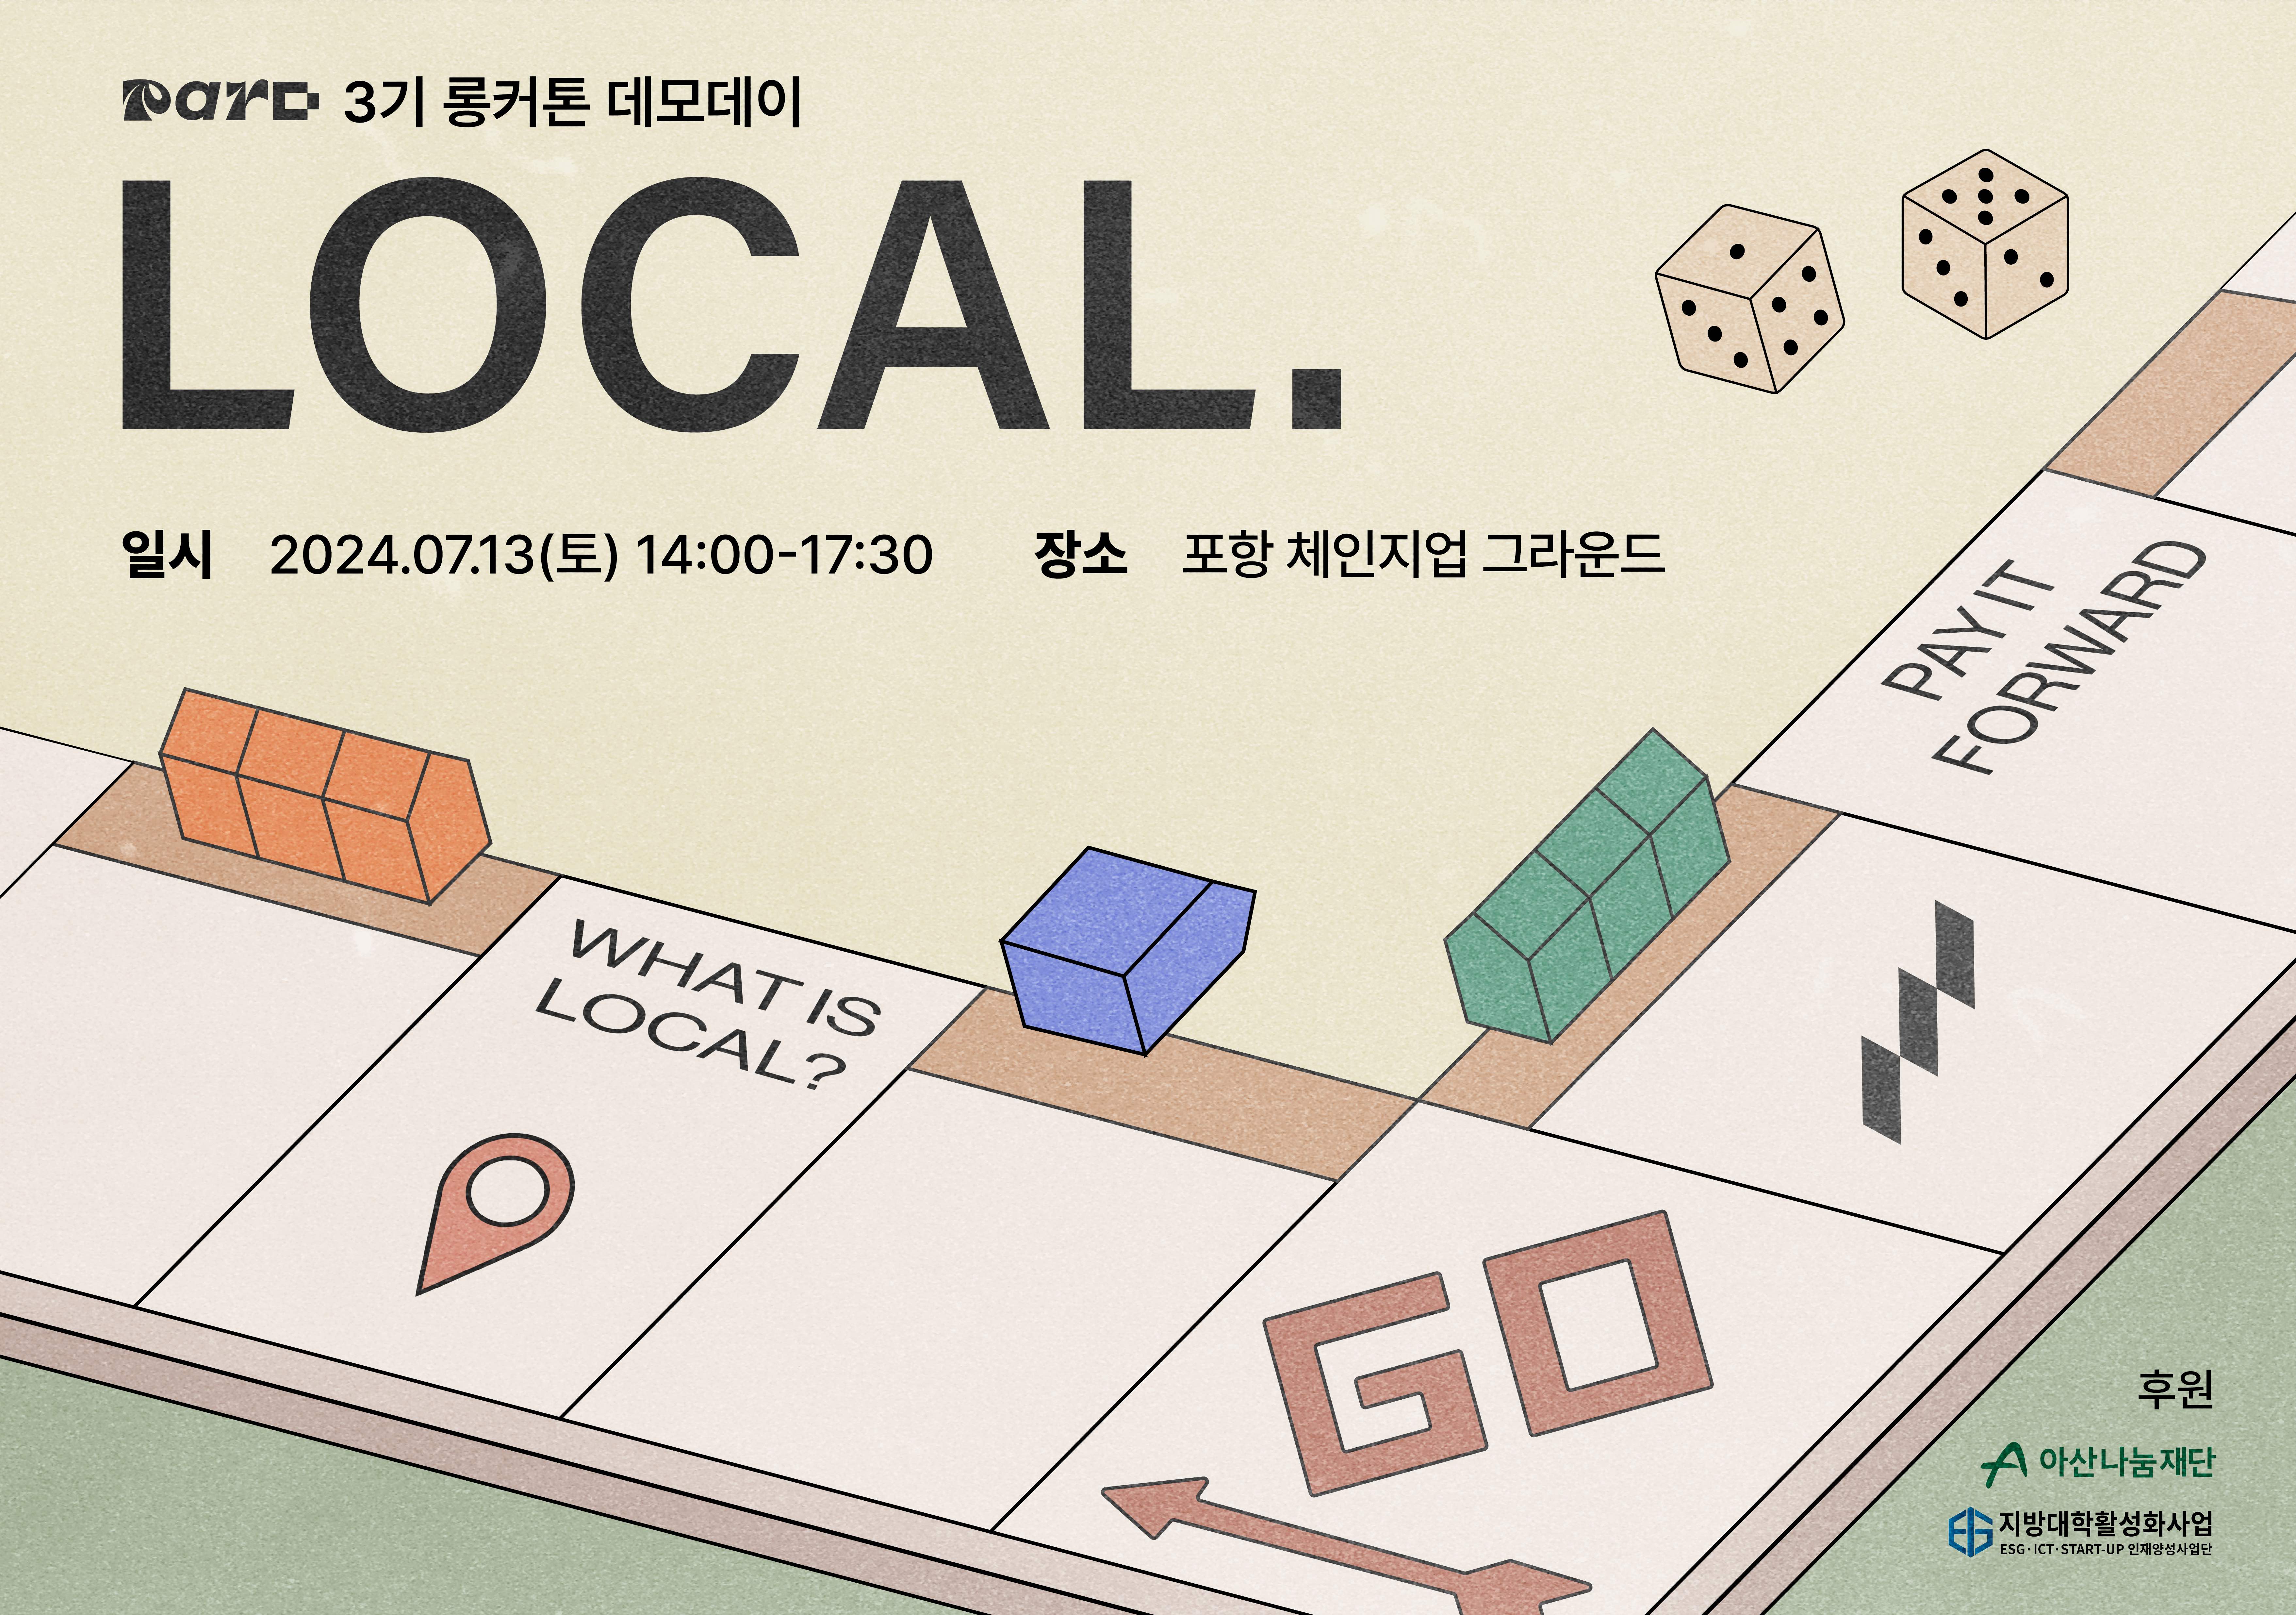 Pard 3기 롱커톤 데모데이
LOCAL.
일시 2024.07.13(토) 14:00-17:30 장소 포항 체인지업 그라운드
PAY IT
FORWARD
WHAT IS
LOCAL?
GO
후원
아산나눔재단
지방대학활성화사업
ESG·ICT·START-UP 인재양성사업단